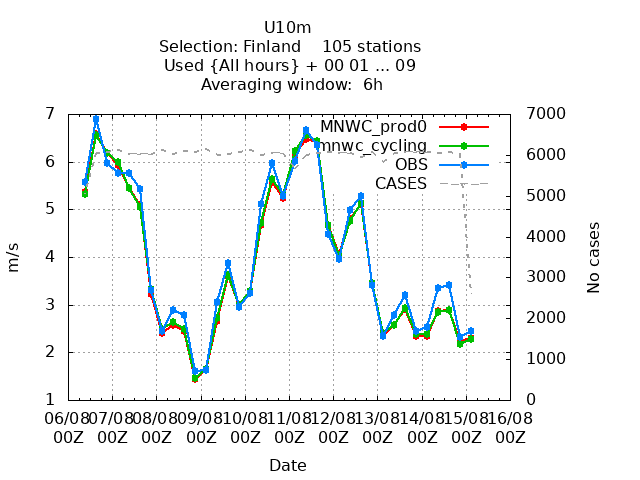 U10m
Selection: Finland    105 stations
Used {All hours} + 00 01 ... 09
Averaging window:  6h
MNWC_prod0
mnwc_cycling
OBS
CASES
7
6
5
4
3
2
1
m/s
7000
6000
5000
4000
3000
2000
1000
0
No cases
06/08 07/08 08/08 09/08 10/08 11/08 12/08 13/08 14/08 15/08 16/08
00Z 00Z 00Z 00Z 00Z 00Z 00Z 00Z 00Z 00Z 00Z
Date